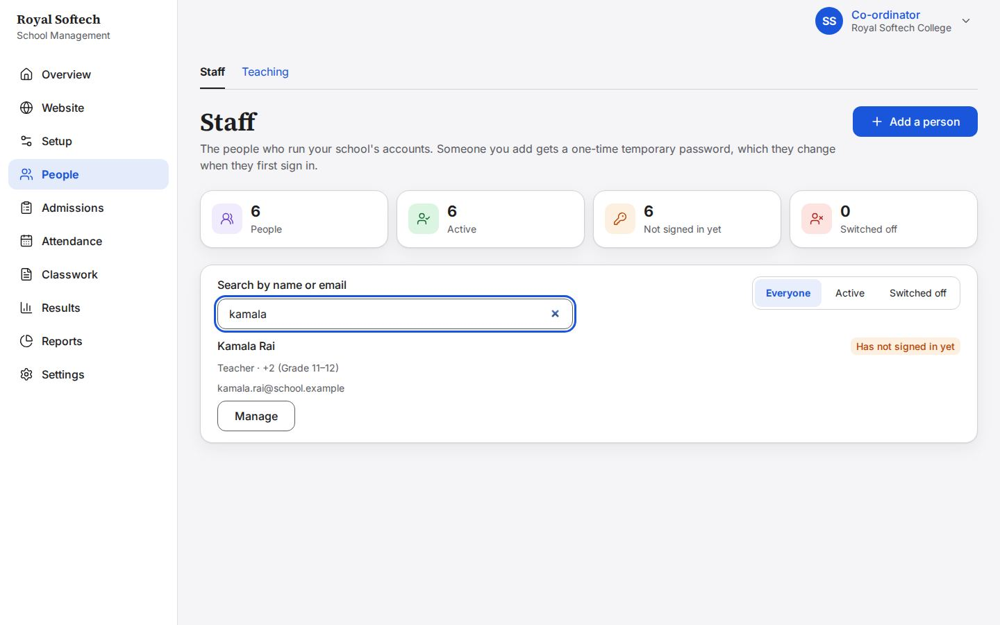 Royal Softech
School Management
Overview
Website
Setup
People
Admissions
Attendance
Classwork
Results
Reports
Settings
SS
Co-ordinator
Royal Softech College
Staff
Teaching
Staff
Add a person
The people who run your school's accounts. Someone you add gets a one-time temporary password, which they change
when they first sign in.
6
People
6
Active
6
Not signed in yet
0
Switched off
Search by name or email
Everyone
Active
Switched off
kamala
Kamala Rai
Has not signed in yet
Teacher · +2 (Grade 11–12)
kamala.rai@school.example
Manage